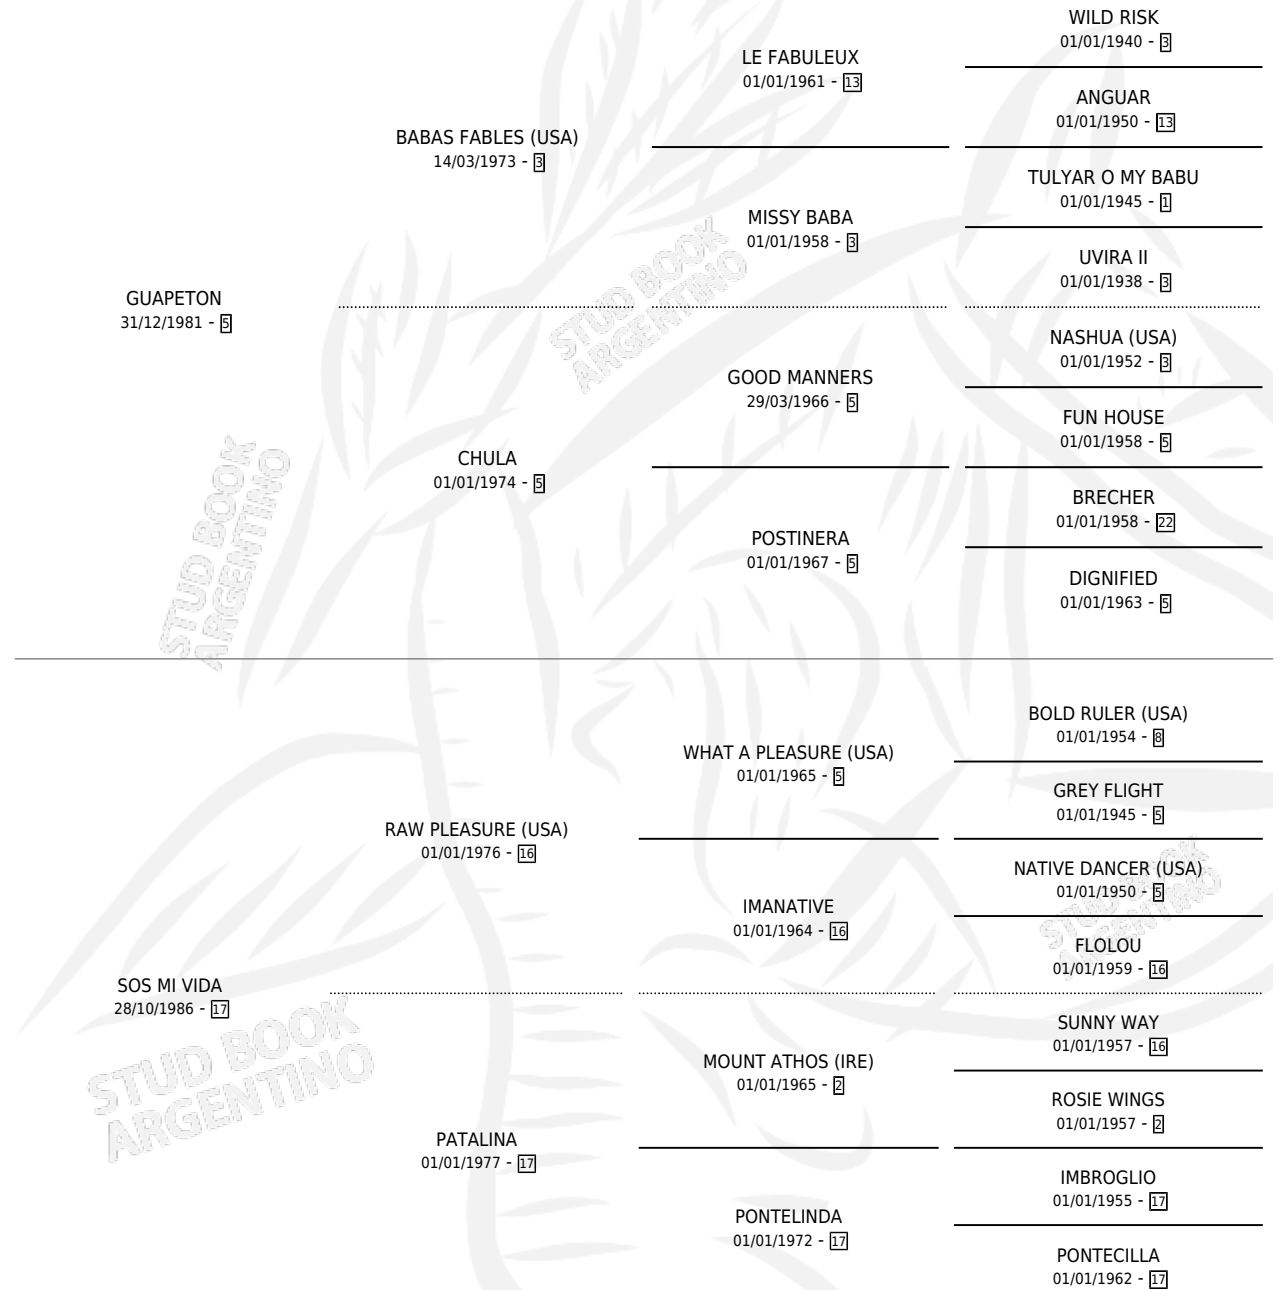 WILD RISK
01/01/1940 - 3
LE FABULEUX
01/01/1961 - 13
ANGUAR
01/01/1950 - 13
BABAS FABLES (USA)
14/03/1973 - 3
TULYAR O MY BABU
01/01/1945 - 1
MISSY BABA
01/01/1958 - 3
UVIRA II
01/01/1938 - 3
GUAPETON
31/12/1981 - 5
NASHUA (USA)
01/01/1952 - 3
GOOD MANNERS
29/03/1966 - 5
FUN HOUSE
01/01/1958 - 5
CHULA
01/01/1974 - 5
BRECHER
01/01/1958 - 22
POSTINERA
01/01/1967 - 5
DIGNIFIED
01/01/1963 - 5
BOLD RULER (USA)
01/01/1954 - 8
WHAT A PLEASURE (USA)
01/01/1965 - 5
GREY FLIGHT
01/01/1945 - 5
RAW PLEASURE (USA)
01/01/1976 - 16
NATIVE DANCER (USA)
01/01/1950 - 5
IMANATIVE
01/01/1964 - 16
FLOLOU
01/01/1959 - 16
SOS MI VIDA
28/10/1986 - 17
SUNNY WAY
01/01/1957 - 16
MOUNT ATHOS (IRE)
01/01/1965 - 2
ROSIE WINGS
01/01/1957 - 2
PATALINA
01/01/1977 - 17
IMBROGLIO
01/01/1955 - 17
PONTELINDA
01/01/1972 - 17
PONTECILLA
01/01/1962 - 17
STUD BOOK
ARGENTINO
STUD BOOK
ARGENTINO
STUD BOOK
ARGENTINO
STUD BOOK
ARGENTINO